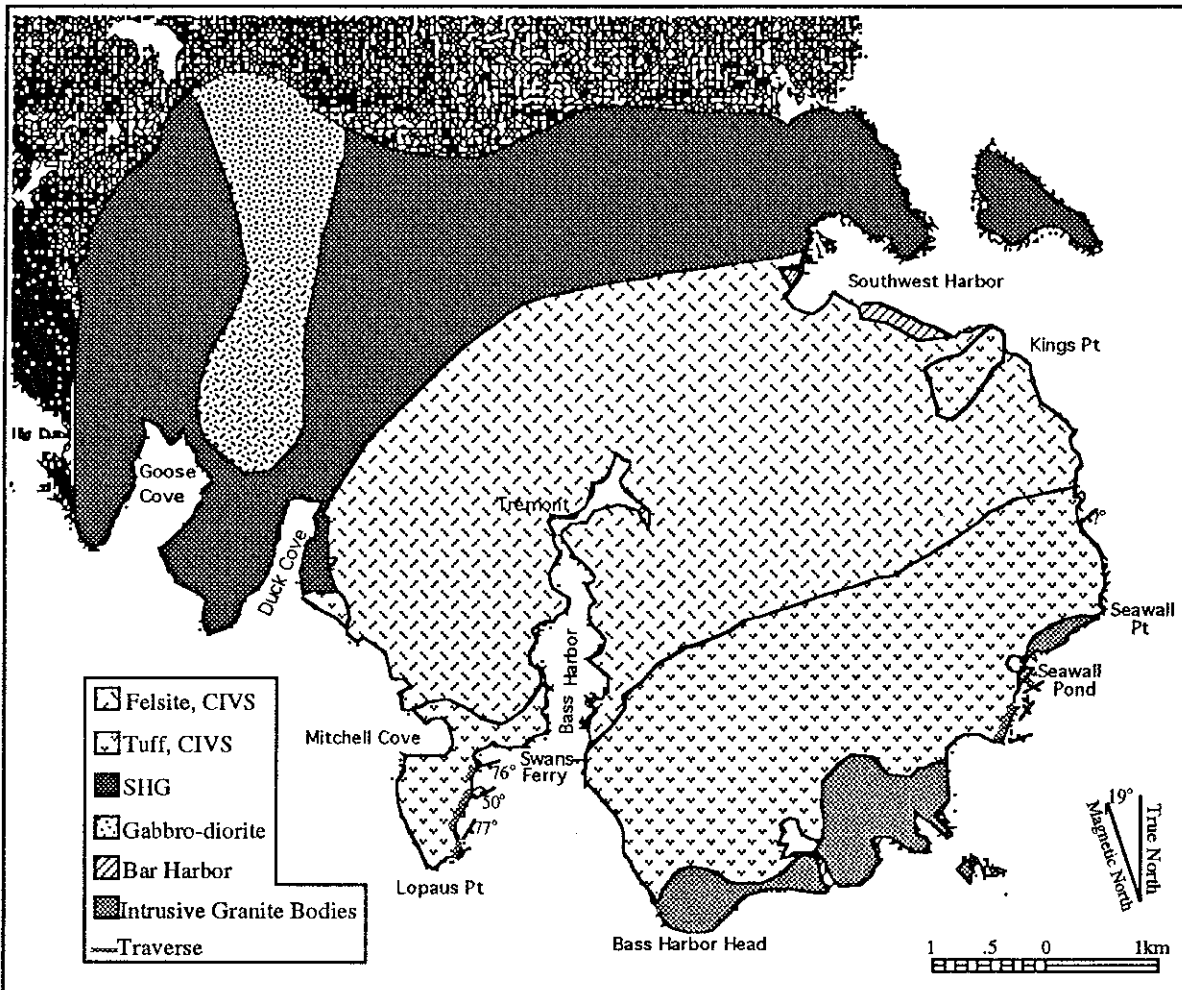 Southwest Harbor
Kings Pt
Goose
Cove
Tremont
Duck Cove
?°
Seawall
Pt
Bass Harbor
Seawall
Pond
Mitchell Cove
Swans
Ferry
76°
50°
77°
Lopaus Pt
Bass Harbor Head
Felsite, CIVS
Tuff, CIVS
SHG
Gabbro-diorite
Bar Harbor
Intrusive Granite Bodies
Traverse
19°
Magnetic North
True North
1 .5 0 1km